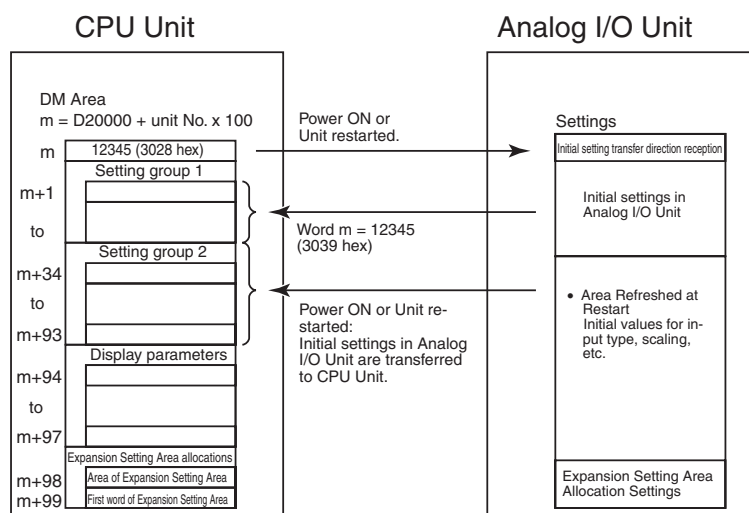 CPU Unit
Analog I/O Unit
DM Area
m = D20000 + unit No. x 100
m
12345 (3028 hex)
Setting group 1
m+1
to
Setting group 2
m+34
to
m+93
Display parameters
m+94
to
m+97
Expansion Setting Area allocations
m+98
Area of Expansion Setting Area
m+99
First word of Expansion Setting Area
Power ON or
Unit restarted.
Word m = 12345
(3039 hex)
Power ON or Unit re-
started:
Initial settings in Analog
I/O Unit are transferred
to CPU Unit.
Settings
Initial setting transfer direction reception
Initial settings in
Analog I/O Unit
• Area Refreshed at
Restart
Initial values for in-
put type, scaling,
etc.
Expansion Setting Area
Allocation Settings